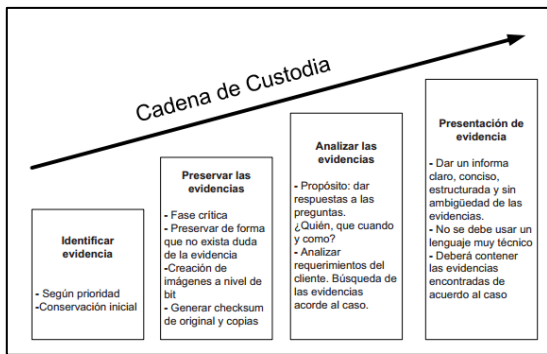 Cadena de Custodia
Identificar
evidencia
- Según prioridad
-Conservación inicial
Preservar las
evidencias
- Fase crítica
- Preservar de forma
que no exista duda
de la evidencia
-Creación de
imágenes a nivel de
bit
- Generar checksum
de original y copias
Analizar las
evidencias
- Propósito: dar
respuestas a las
preguntas.
¿Quién, que cuando
y como?
- Analizar
requerimientos del
cliente. Búsqueda de
las evidencias
acorde al caso.
Presentación de
evidencia
- Dar un informa
claro, conciso,
estructurada y sin
ambigüedad de las
evidencias.
- No se debe usar un
lenguaje muy técnico
- Deberá contener
las evidencias
encontradas de
acuerdo al caso